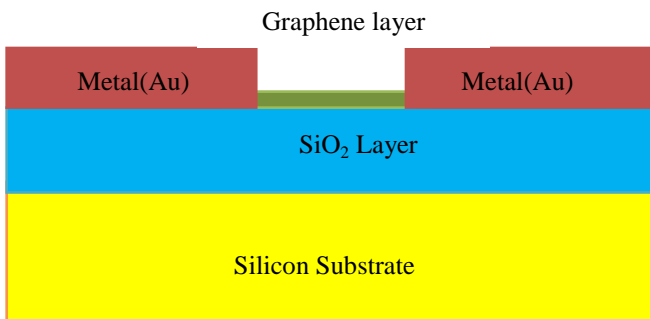 Graphene layer
Metal(Au) Metal(Au)
SiO₂ Layer
Silicon Substrate